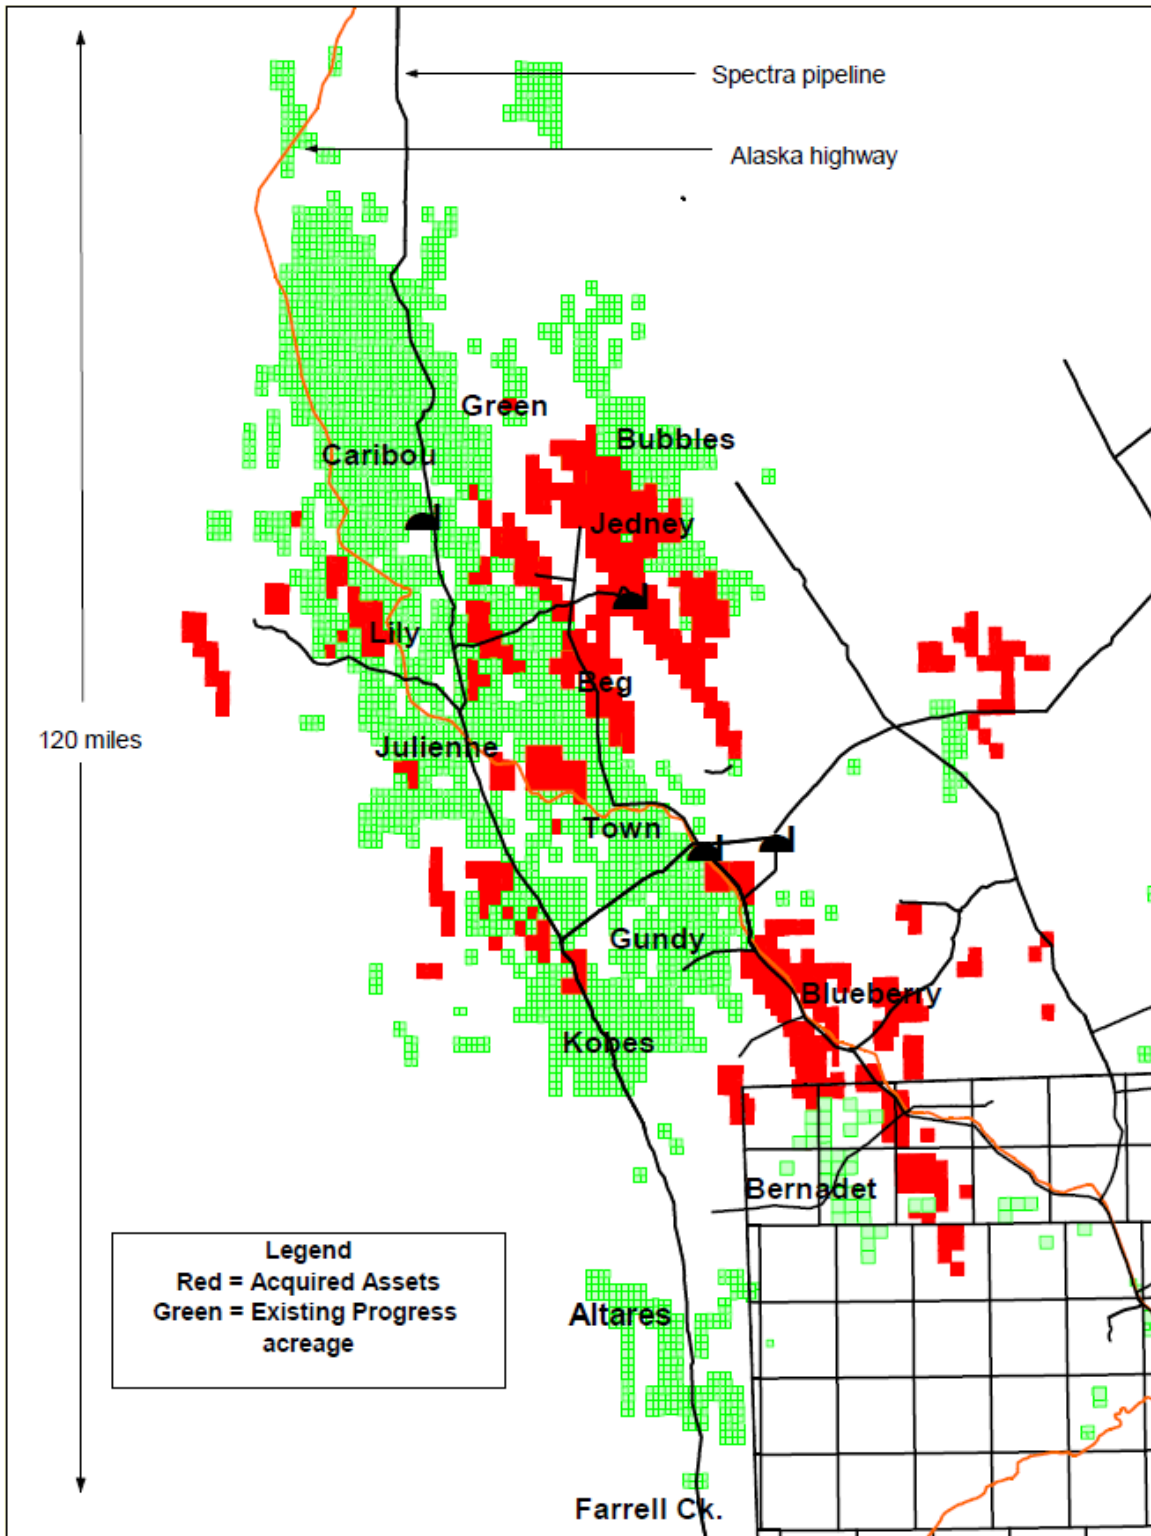 Spectra pipeline
Alaska highway
Green
Bubbles
Caribou
Jedney
Lily
Beg
120 miles
Julienne
Town
Gundy
Blueberry
Kobes
Bernadet
Legend
Red = Acquired Assets
Green = Existing Progress
acreage
Altares
Farrell Ck.